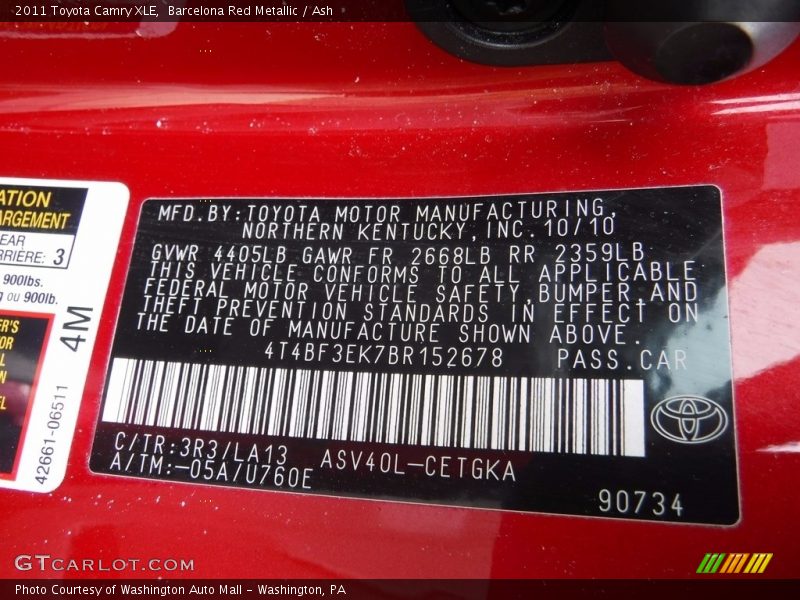 2011 Toyota Camry XLE, Barcelona Red Metallic / Ash
ATION
ARGEMENT
EAR
RRIÈRE: 3
900lbs.
g ou 900lb.
ER'S
OR
L
N
EL
4M
42661-06511
MFD.BY:TOYOTA MOTOR MANUFACTURING,
NORTHERN KENTUCKY,INC.10/10
GVWR 4405LB GAWR FR 2668LB RR 2359LB
THIS VEHICLE CONFORMS TO ALL APPLICABLE
FEDERAL MOTOR VEHICLE SAFETY,BUMPER,AND
THEFT PREVENTION STANDARDS IN EFFECT ON
THE DATE OF MANUFACTURE SHOWN ABOVE.
4T4BF3EK7BR152678 PASS.CAR
C/TR:3R3/LA13 ASV40L-CETGKA
A/TM:-05A/U760E
90734
GTCARLOT.COM
Photo Courtesy of Washington Auto Mall - Washington, PA